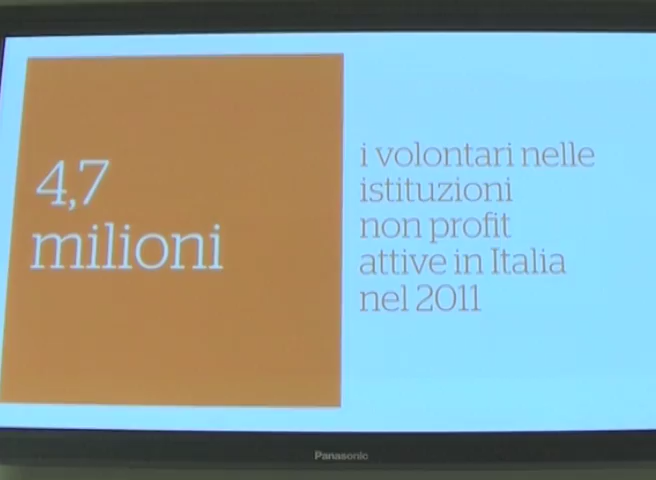 4,7
milioni
i volontari nelle
istituzioni
non profit
attive in Italia
nel 2011
Panasonic